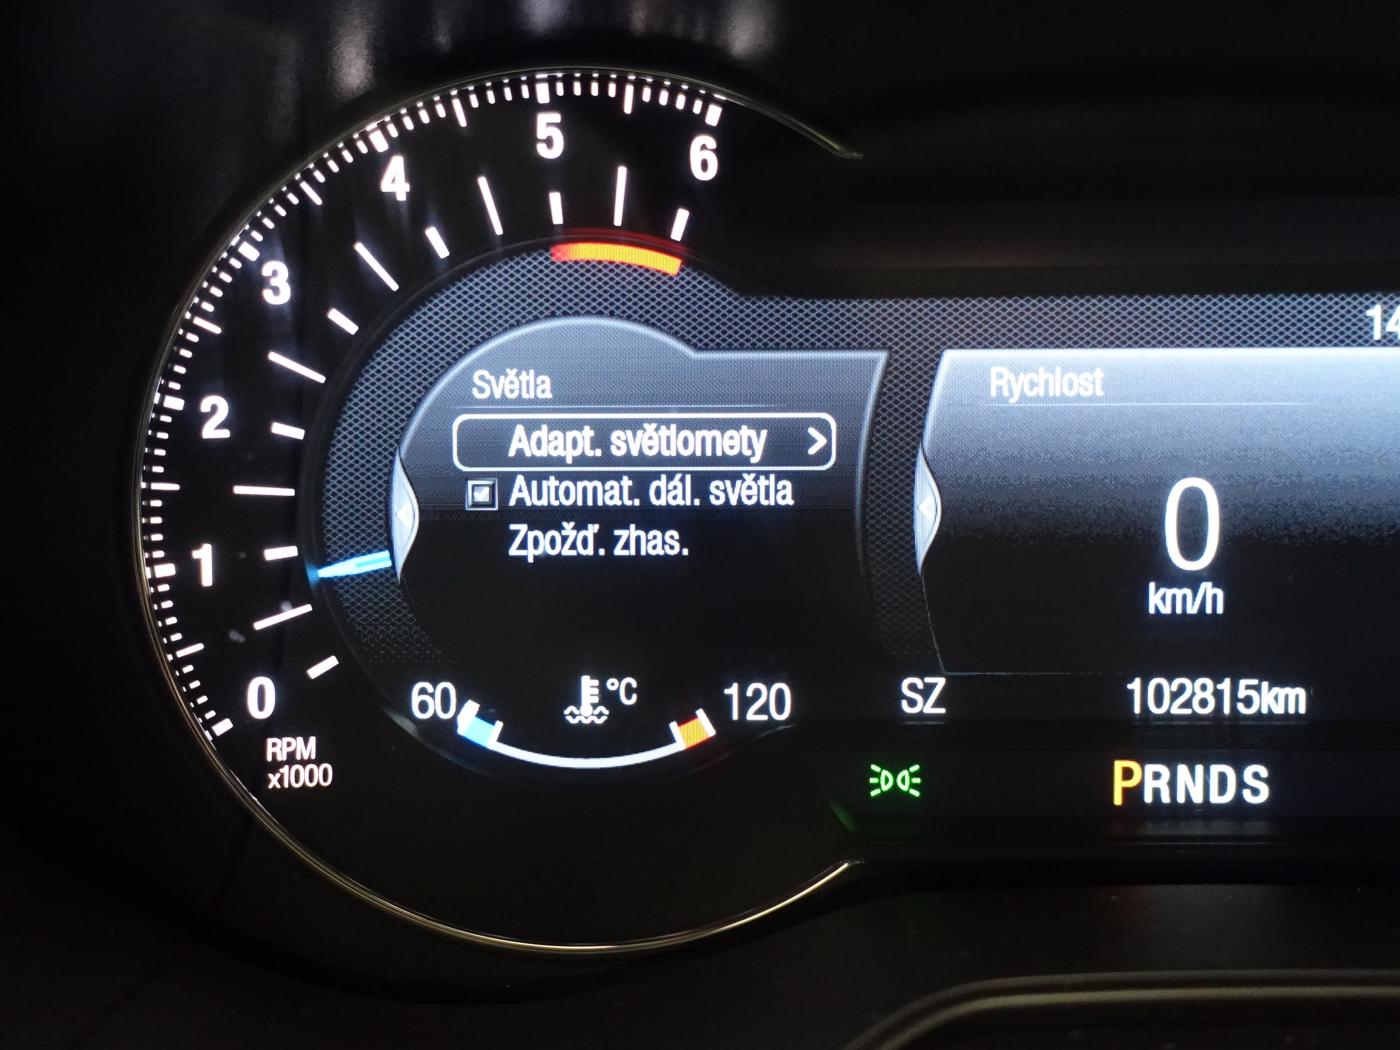 5
6
4
3
2
1
0
RPM
x1000
14
Světla
Adapt. světlomety
Automat. dál. světla
Zpožď. zhas.
Rychlost
0
km/h
60 °C 120
SZ 102815km
PRNDS